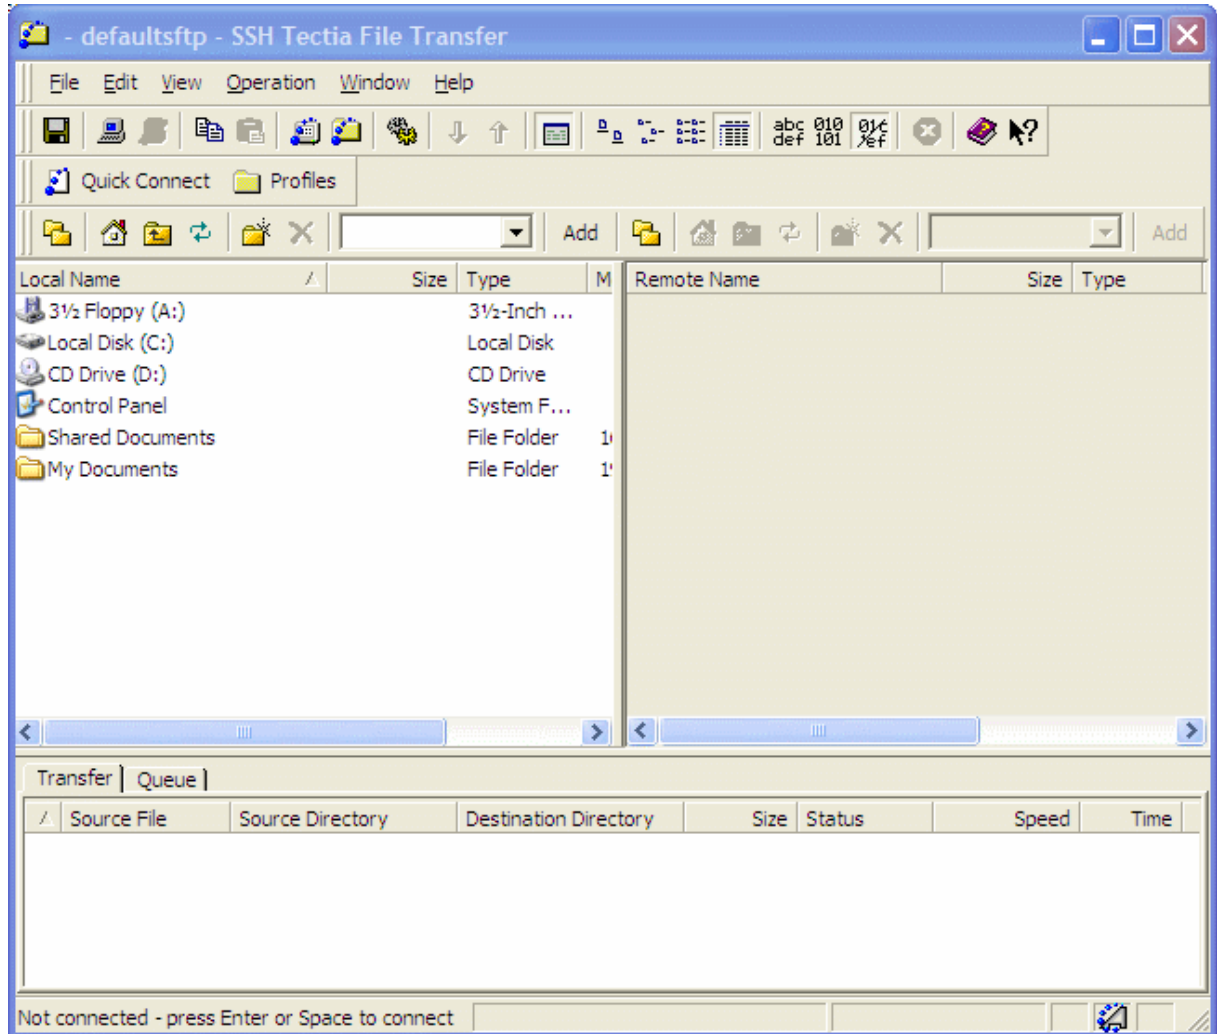 - defaultsftp - SSH Tectia File Transfer
File Edit View Operation Window Help
abc def 010 101
Quick Connect Profiles
Add Add
Local Name Size Type M Remote Name Size Type
3½ Floppy (A:) 3½-Inch ...
Local Disk (C:) Local Disk
CD Drive (D:) CD Drive
Control Panel System F...
Shared Documents File Folder
My Documents File Folder
Transfer Queue
Source File Source Directory Destination Directory Size Status Speed Time
Not connected - press Enter or Space to connect